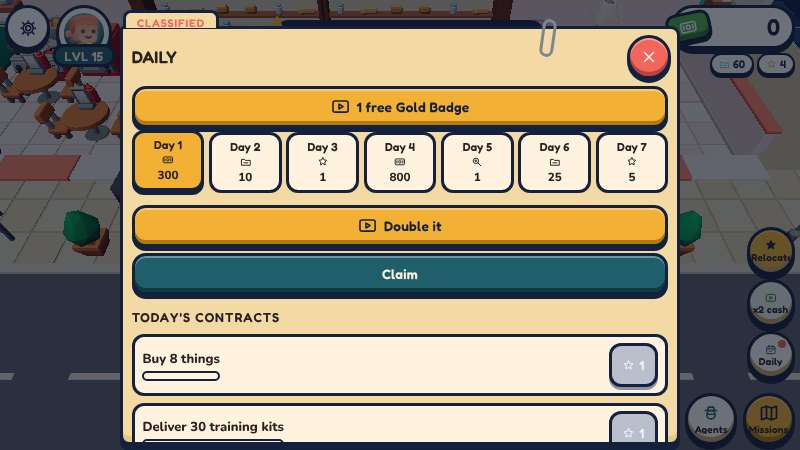 CLASSIFIED
LVL 15
0
60
4
DAILY
1 free Gold Badge
Day 1
300
Day 2
10
Day 3
1
Day 4
800
Day 5
1
Day 6
25
Day 7
5
Double it
Claim
TODAY'S CONTRACTS
Buy 8 things
1
Deliver 30 training kits
1
Relocate
x2 cash
Daily
Agents
Missions